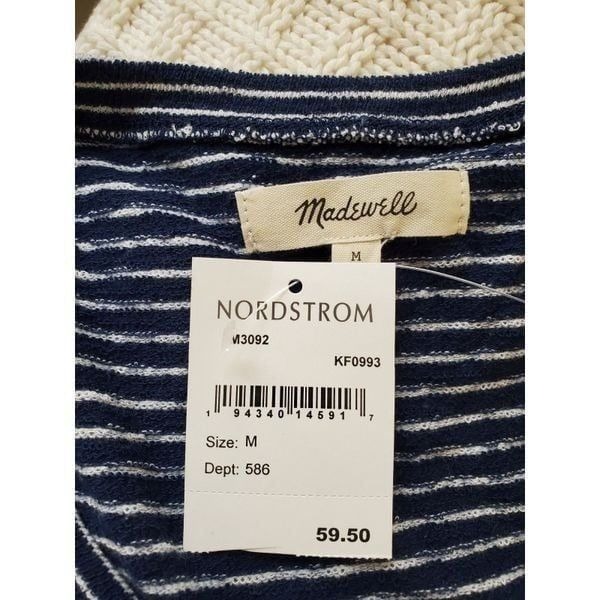 Madewell
M
NORDSTROM
M3092
KF0993
1 94340 14591 7
Size: M
Dept: 586
59.50